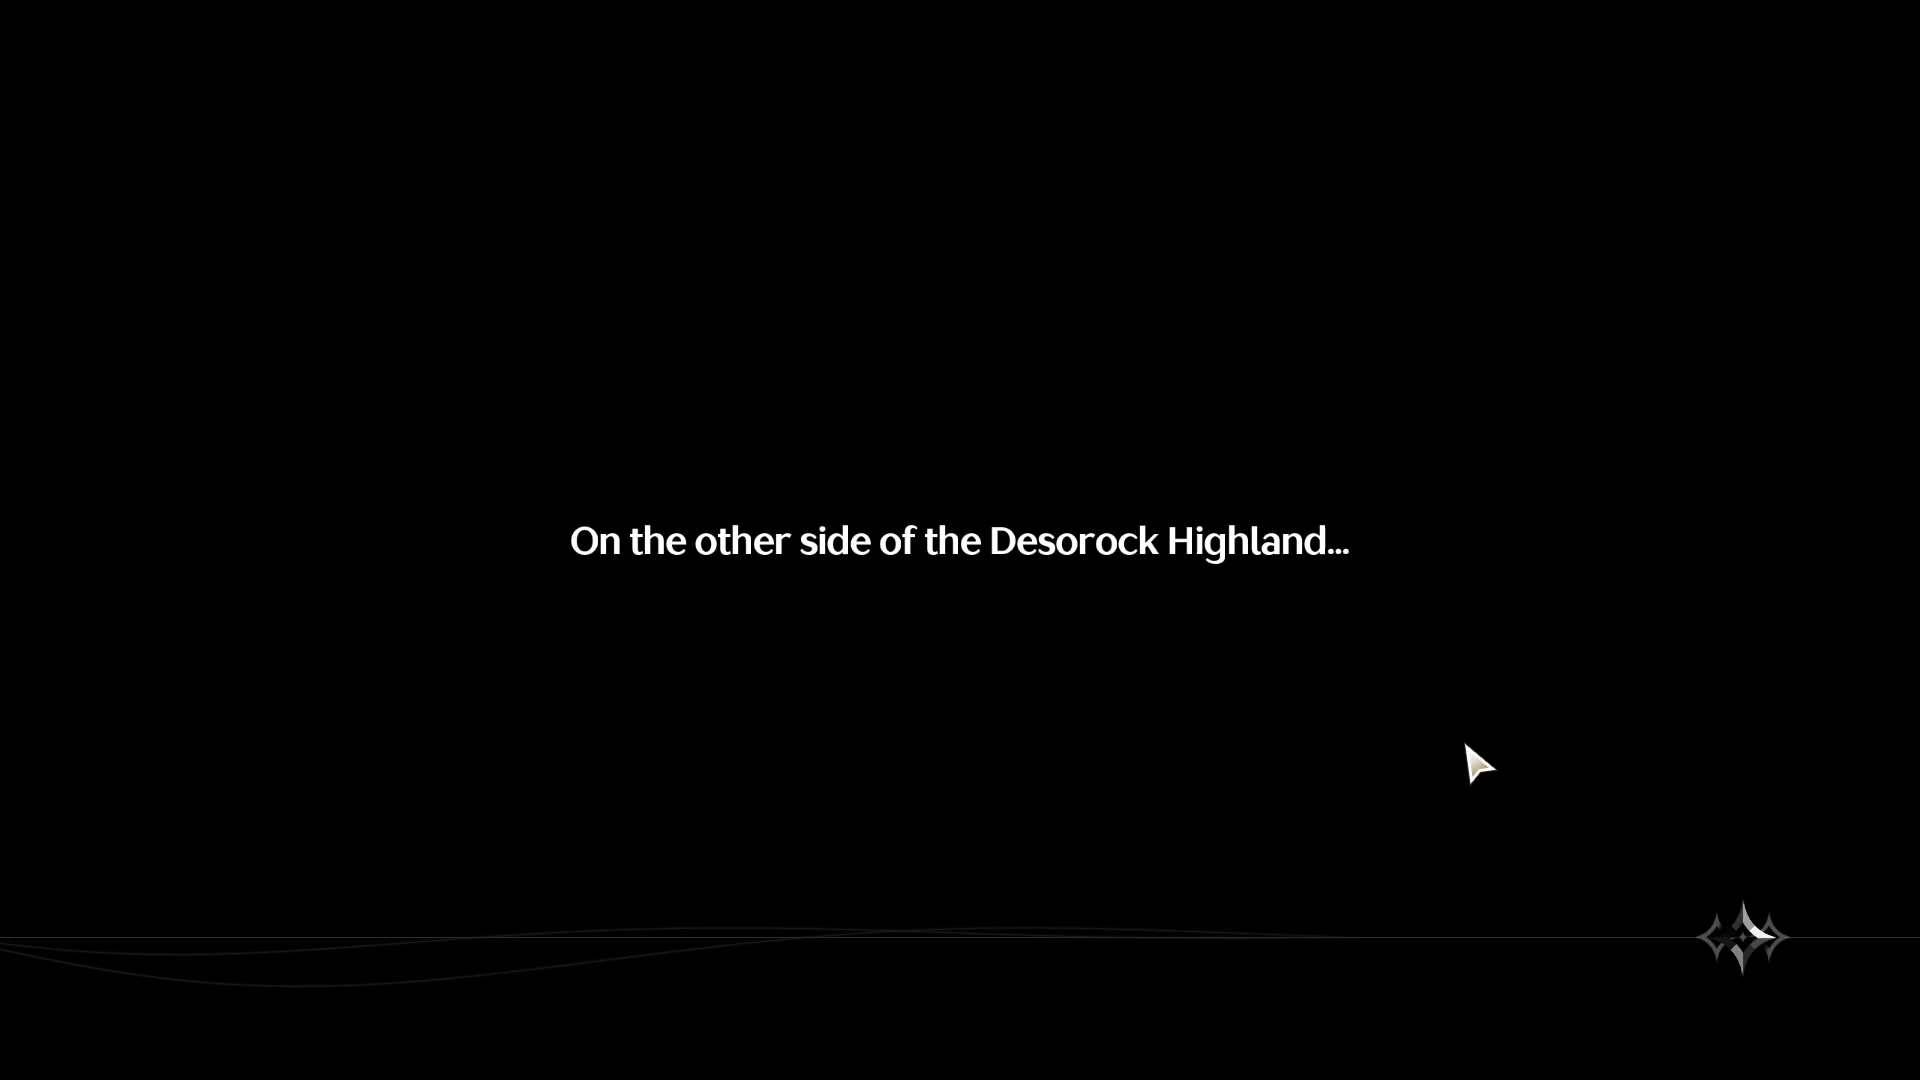 On the other side of the Desorock Highland...